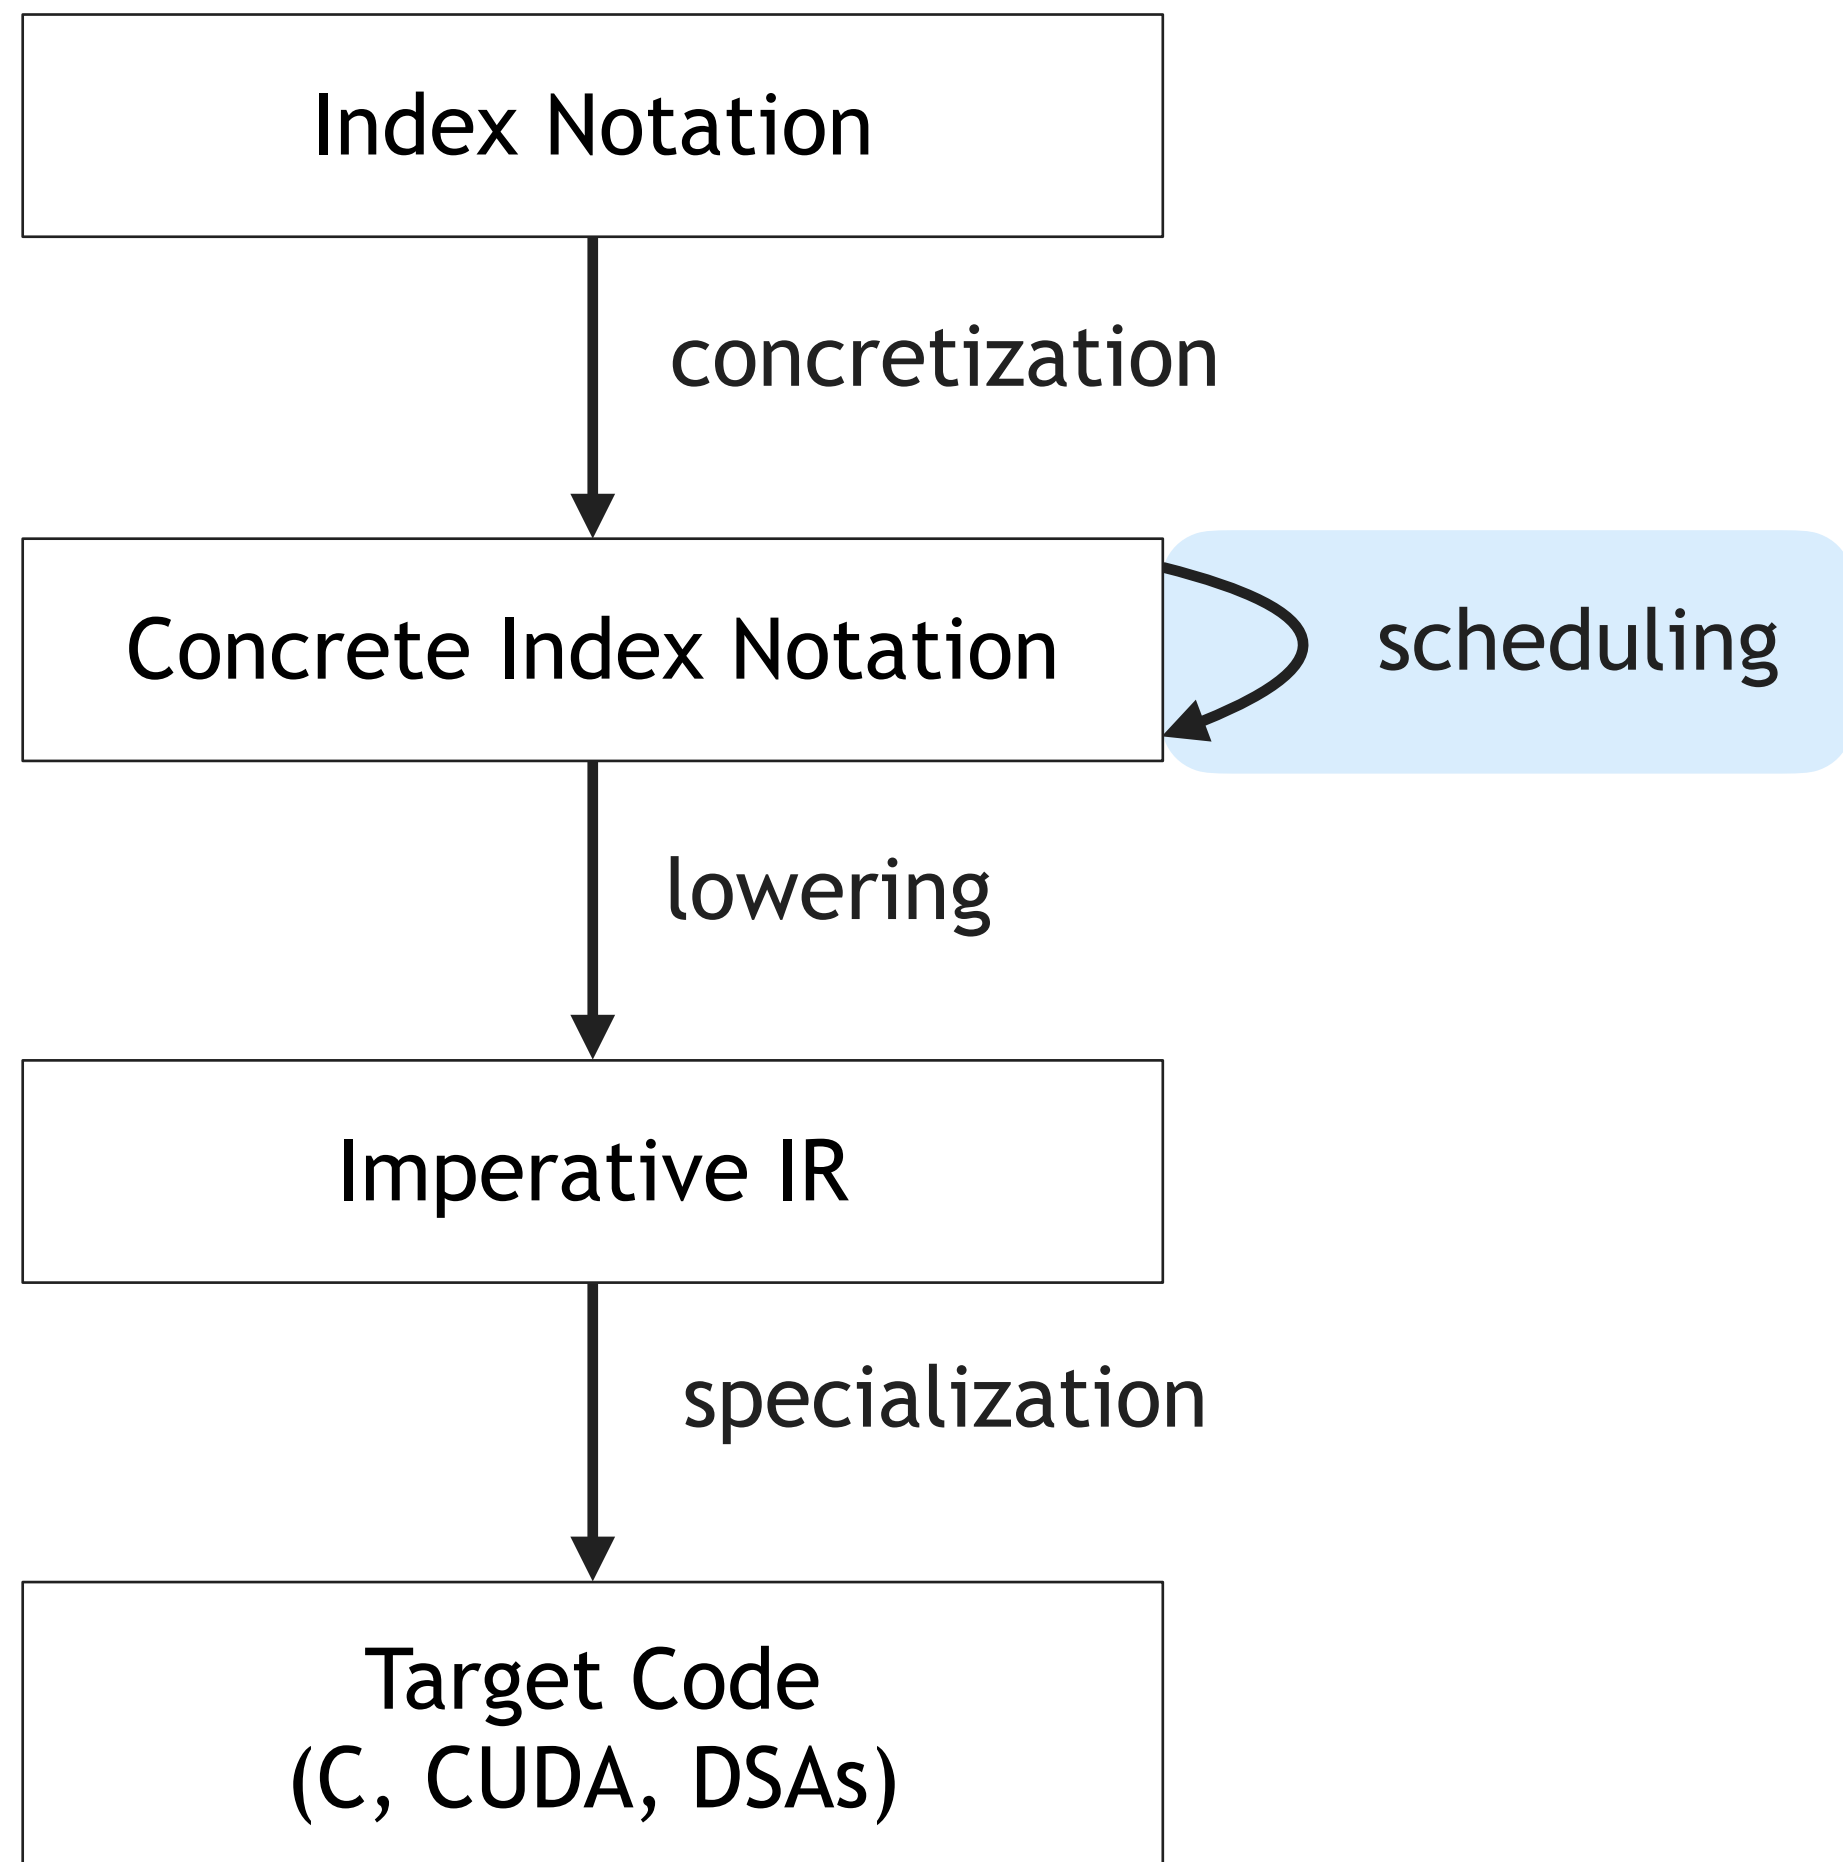 Index Notation
concretization
Concrete Index Notation
scheduling
lowering
Imperative IR
specialization
Target Code
(C, CUDA, DSAs)